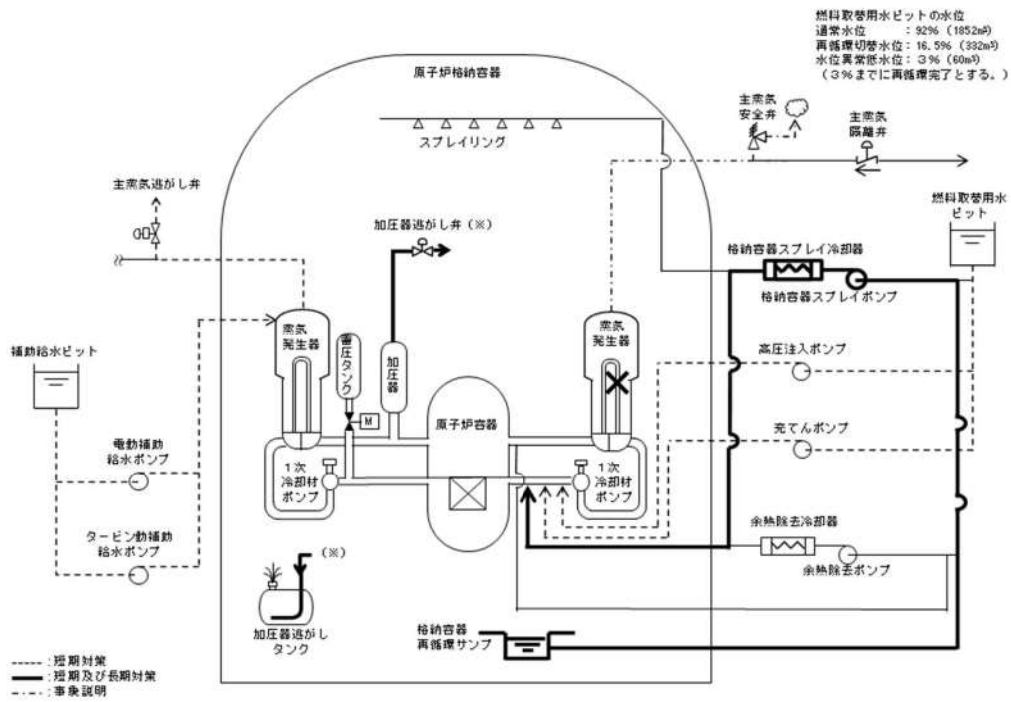 燃料取替用水ピットの水位
通常水位　　　：92%（1852m³）
再循環切替水位：16.5%（332m³）
水位異常低水位：3%（60m³）
（3%までに再循環完了とする。）
原子炉格納容器
スプレイリング
主蒸気
安全弁
主蒸気
隔離弁
主蒸気逃がし弁
加圧器逃がし弁（※）
燃料取替用水
ピット
格納容器スプレイ冷却器
格納容器スプレイポンプ
蒸気
発生器
蓄圧タンク
加圧器
M
蒸気
発生器
補助給水ピット
高圧注入ポンプ
原子炉容器
充てんポンプ
電動補助
給水ポンプ
1次
冷却材
ポンプ
1次
冷却材
ポンプ
タービン動補助
給水ポンプ
余熱除去冷却器
余熱除去ポンプ
（※）
加圧器逃がし
タンク
格納容器
再循環サンプ
：短期対策
：短期及び長期対策
：事象説明